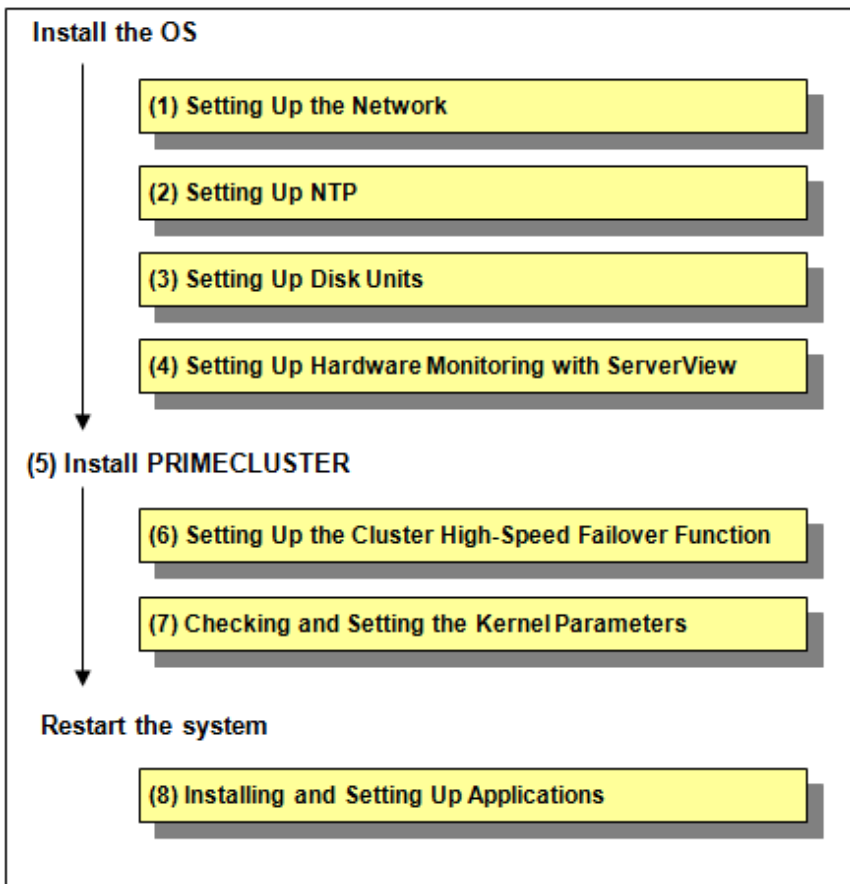 Install the OS
(1) Setting Up the Network
(2) Setting Up NTP
(3) Setting Up Disk Units
(4) Setting Up Hardware Monitoring with ServerView
(5) Install PRIMECLUSTER
(6) Setting Up the Cluster High-Speed Failover Function
(7) Checking and Setting the Kernel Parameters
Restart the system
(8) Installing and Setting Up Applications